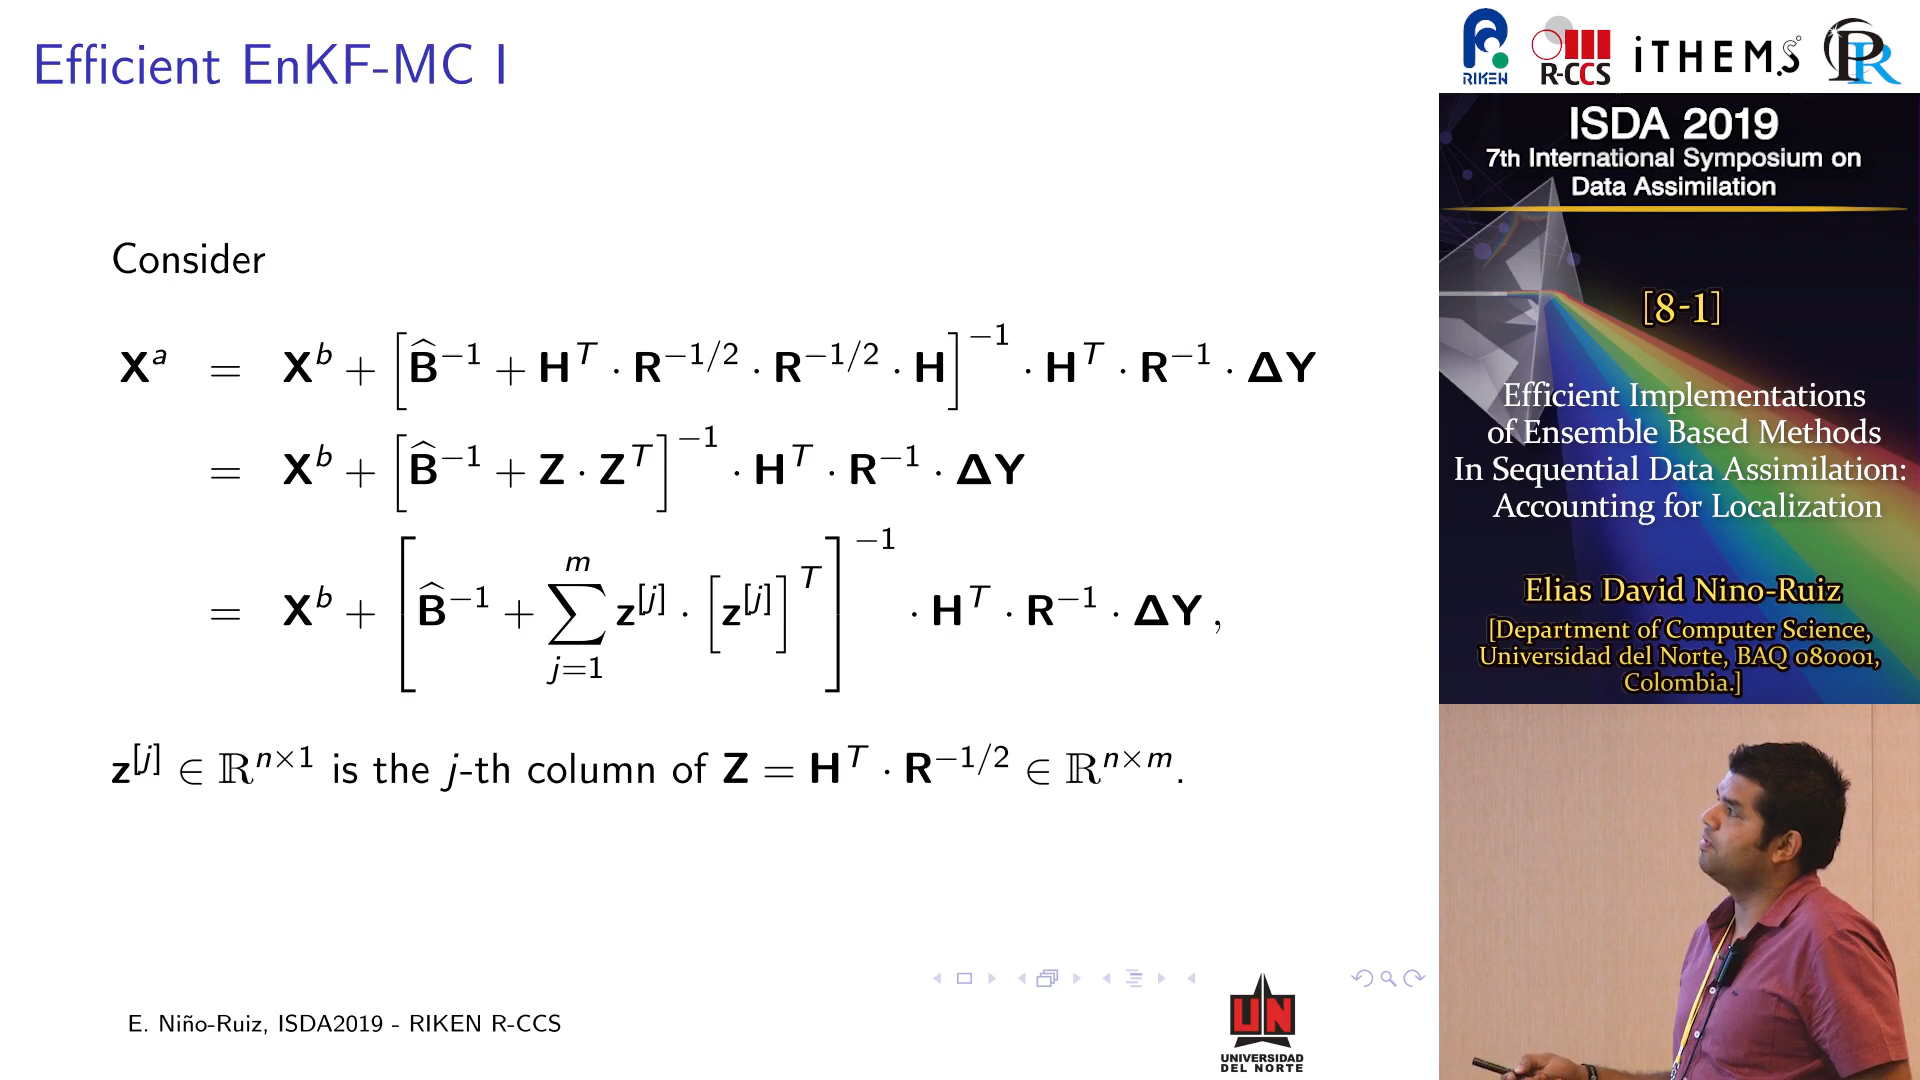 Efficient EnKF-MC I
Consider
X^a = X^b + [B̂^−1 + H^T · R^−1/2 · R^−1/2 · H]^−1 · H^T · R^−1 · ΔY
= X^b + [B̂^−1 + Z · Z^T]^−1 · H^T · R^−1 · ΔY
= X^b + [B̂^−1 + ∑_{j=1}^{m} z^[j] · [z^[j]]^T]^−1 · H^T · R^−1 · ΔY ,
z^[j] ∈ ℝ^{n×1} is the j-th column of Z = H^T · R^−1/2 ∈ ℝ^{n×m}.
E. Niño-Ruiz, ISDA2019 - RIKEN R-CCS
UN
UNIVERSIDAD
DEL NORTE
RIKEN
R-CCS
iTHEMS
PR
ISDA 2019
7th International Symposium on
Data Assimilation
[8-1]
Efficient Implementations
of Ensemble Based Methods
In Sequential Data Assimilation:
Accounting for Localization
Elias David Nino-Ruiz
[Department of Computer Science,
Universidad del Norte, BAQ 080001,
Colombia.]